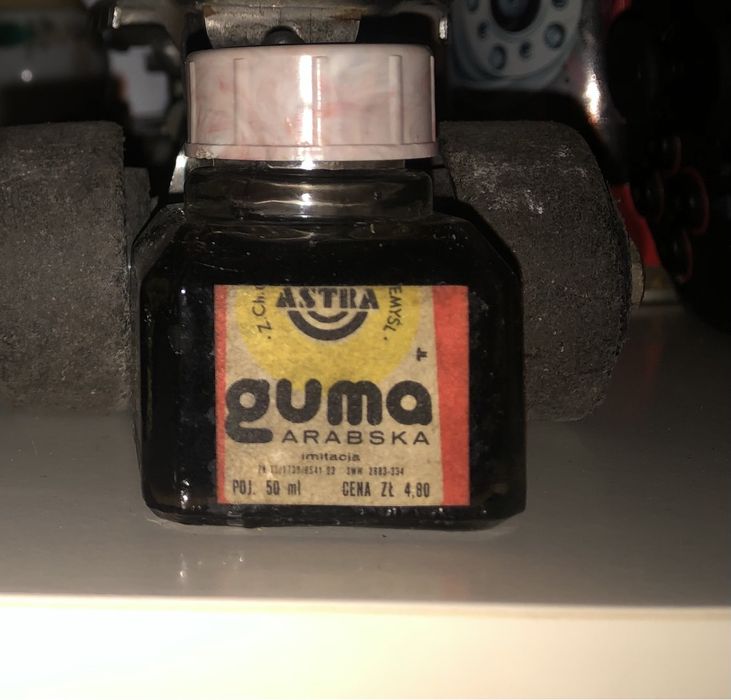 ASTRA
guma
ARABSKA
imitacja
POJ. 50 ml CENA ZŁ 4,80